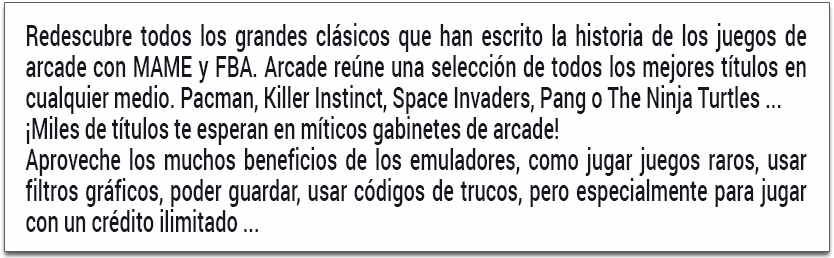 Redescubre todos los grandes clásicos que han escrito la historia de los juegos de
arcade con MAME y FBA. Arcade reúne una selección de todos los mejores títulos en
cualquier medio. Pacman, Killer Instinct, Space Invaders, Pang o The Ninja Turtles ...
¡Miles de títulos te esperan en míticos gabinetes de arcade!
Aproveche los muchos beneficios de los emuladores, como jugar juegos raros, usar
filtros gráficos, poder guardar, usar códigos de trucos, pero especialmente para jugar
con un crédito ilimitado ...